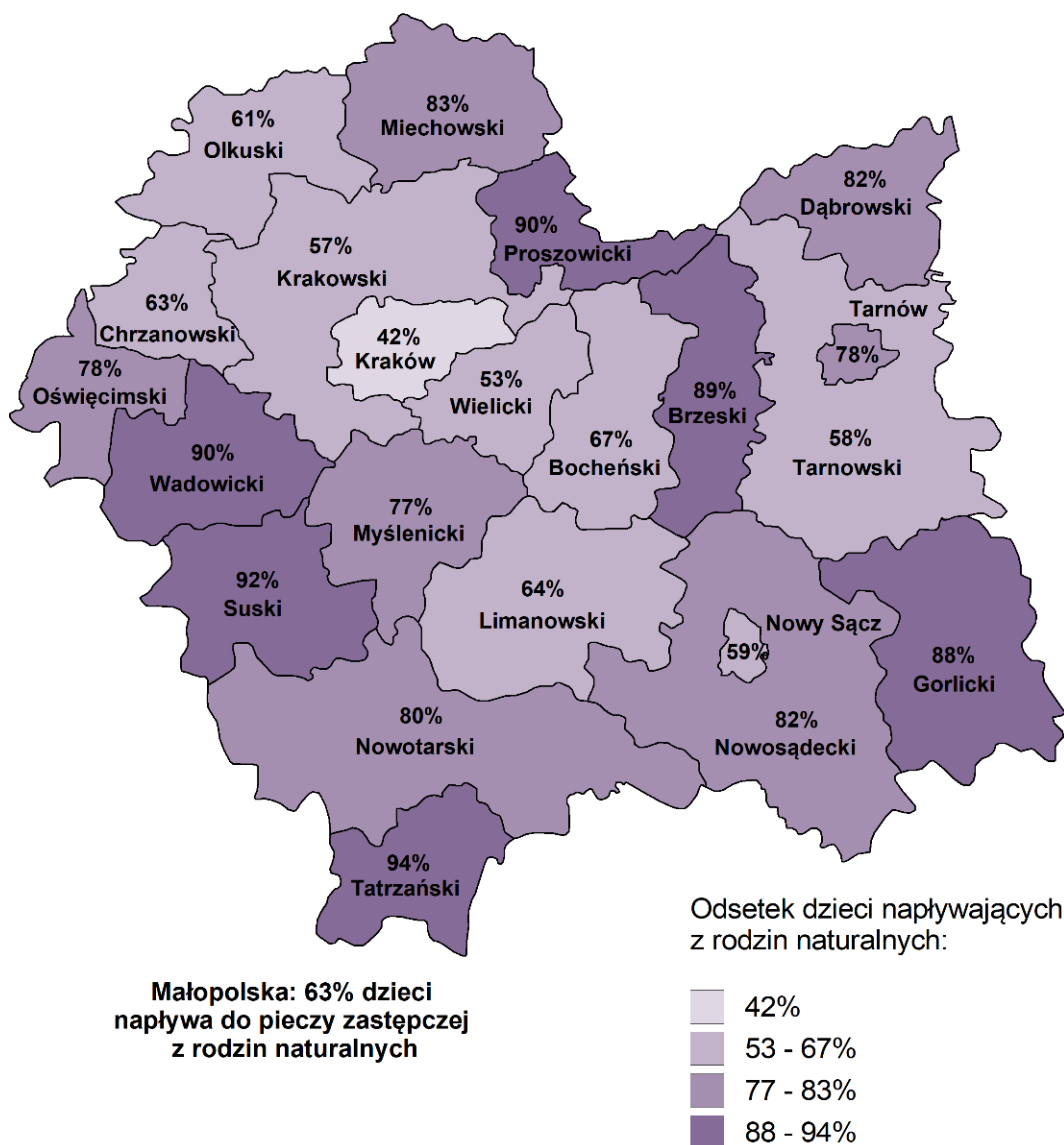 83%
Miechowski
61%
Olkuski
82%
Dąbrowski
90%
Proszowicki
57%
Krakowski
63%
Chrzanowski
Tarnów
78%
42%
Kraków
78%
Oświęcimski
53%
Wielicki
89%
Brzeski
67%
Bocheński
58%
Tarnowski
90%
Wadowicki
77%
Myślenicki
92%
Suski
64%
Limanowski
Nowy Sącz
59%
88%
Gorlicki
80%
Nowotarski
82%
Nowosądecki
94%
Tatrzański
Małopolska: 63% dzieci
napływa do pieczy zastępczej
z rodzin naturalnych
Odsetek dzieci napływających
z rodzin naturalnych:
42%
53 - 67%
77 - 83%
88 - 94%